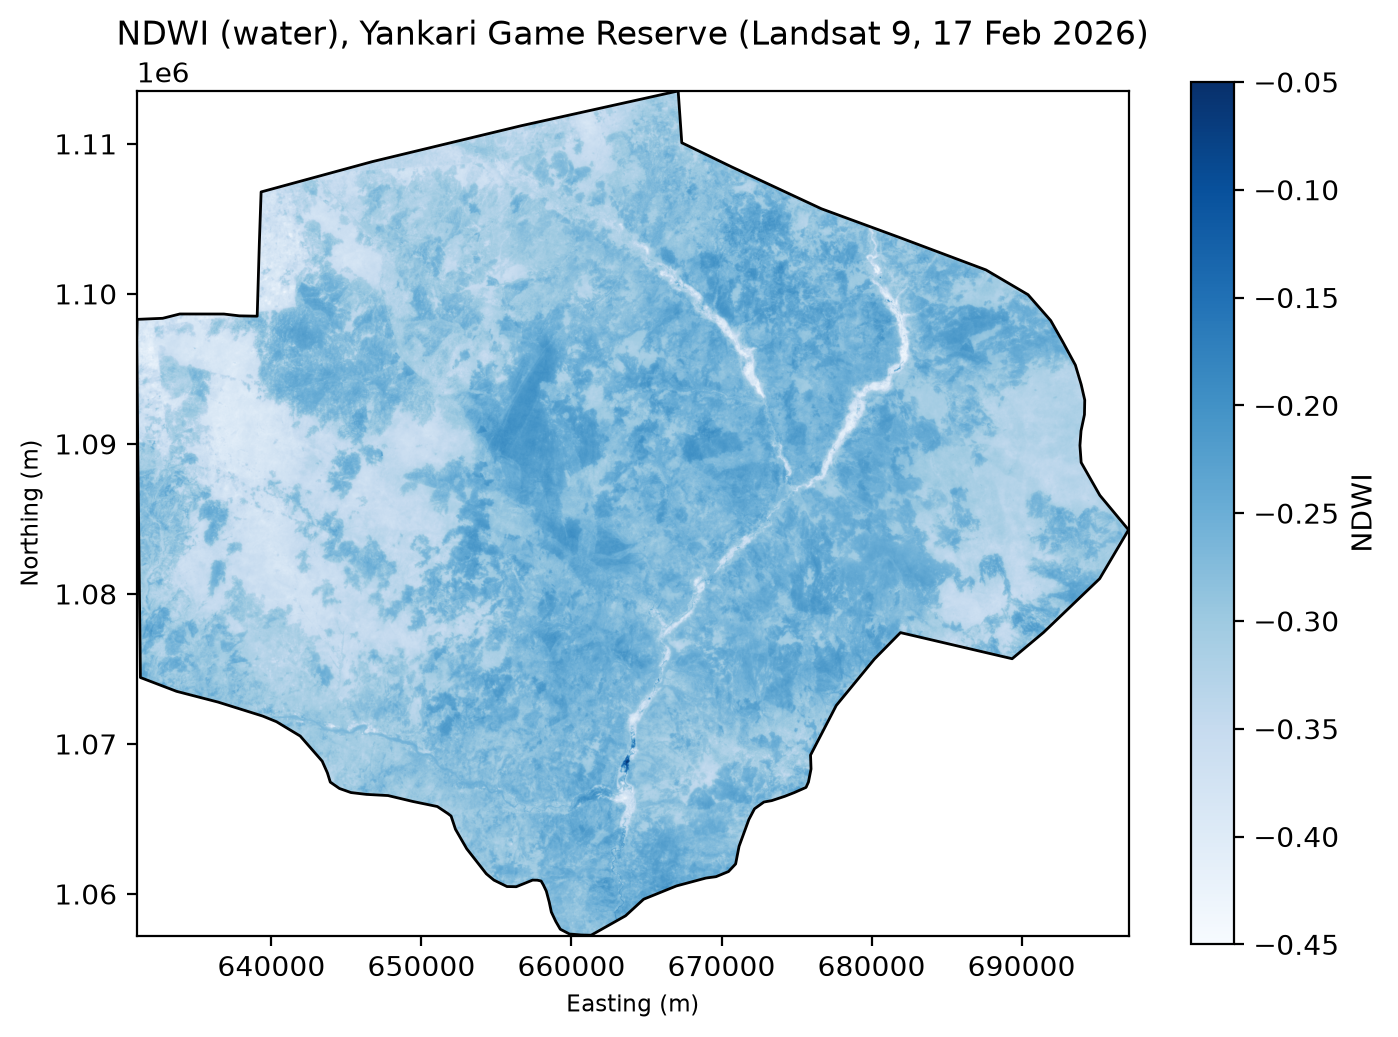 NDWI (water), Yankari Game Reserve (Landsat 9, 17 Feb 2026)
1e6
1.11
1.10
1.09
1.08
1.07
1.06
Northing (m)
640000 650000 660000 670000 680000 690000
Easting (m)
−0.05
−0.10
−0.15
−0.20
−0.25
−0.30
−0.35
−0.40
−0.45
NDWI